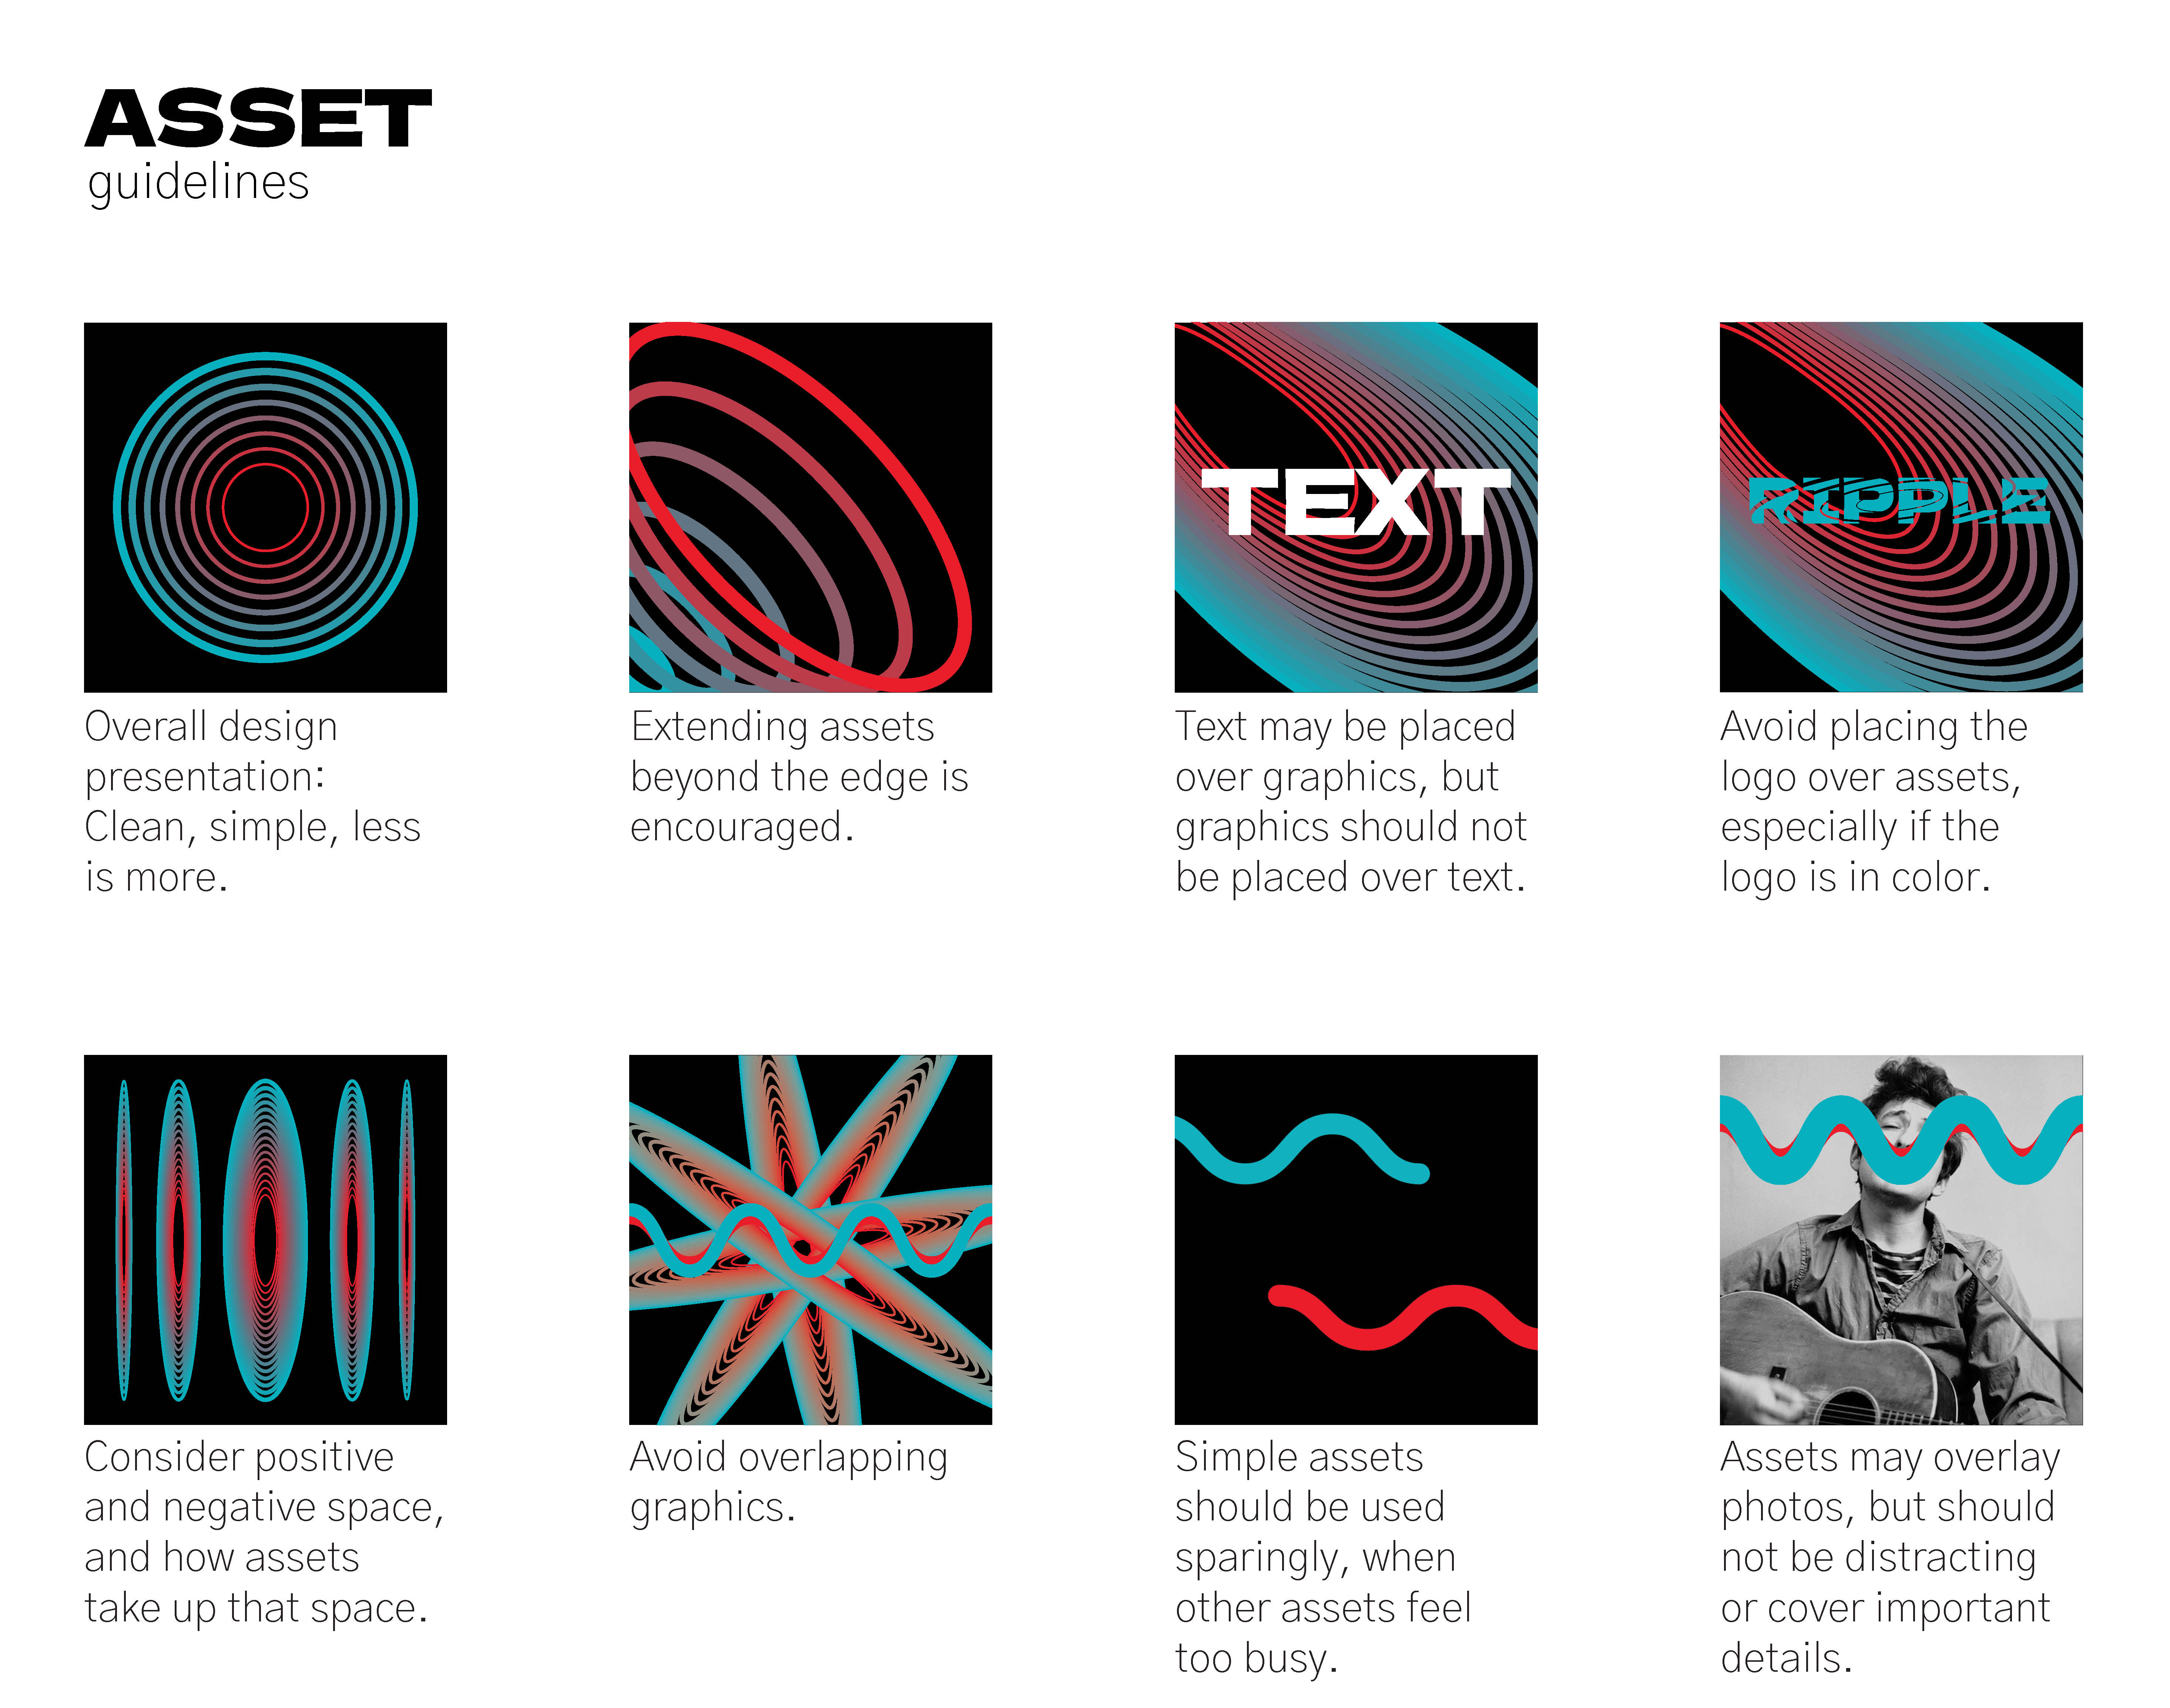 ASSET
guidelines
TEXT
RIPPLE
Overall design
presentation:
Clean, simple, less
is more.
Extending assets
beyond the edge is
encouraged.
Text may be placed
over graphics, but
graphics should not
be placed over text.
Avoid placing the
logo over assets,
especially if the
logo is in color.
Consider positive
and negative space,
and how assets
take up that space.
Avoid overlapping
graphics.
Simple assets
should be used
sparingly, when
other assets feel
too busy.
Assets may overlay
photos, but should
not be distracting
or cover important
details.